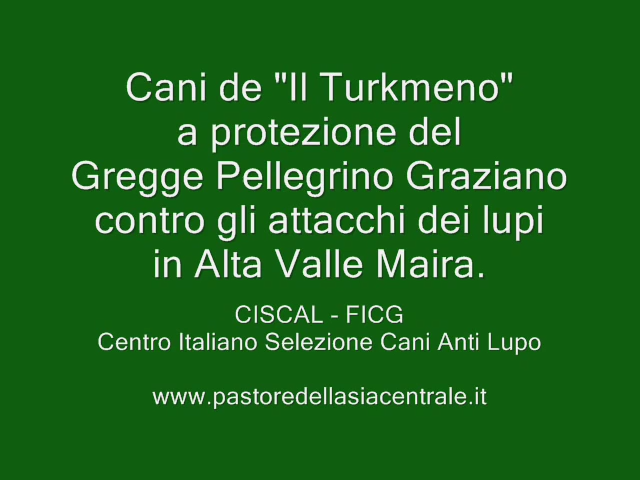 Cani de "Il Turkmeno"
a protezione del
Gregge Pellegrino Graziano
contro gli attacchi dei lupi
in Alta Valle Maira.
CISCAL - FICG
Centro Italiano Selezione Cani Anti Lupo
www.pastoredellasiacentrale.it